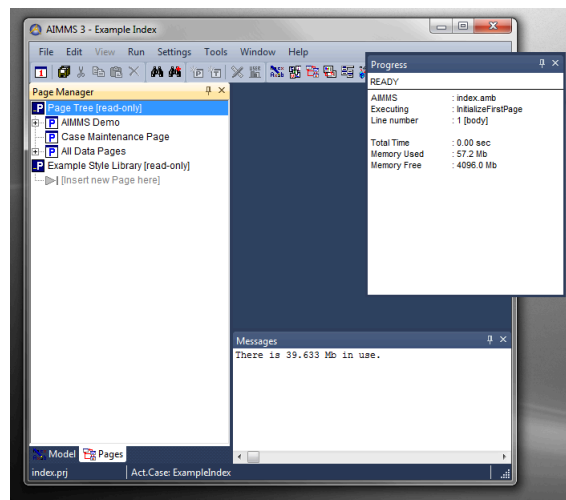 AIMMS 3 - Example Index
File Edit View Run Settings Tools Window Help
Page Manager
Page Tree [read-only]
AIMMS Demo
Case Maintenance Page
All Data Pages
Example Style Library [read-only]
[Insert new Page here]
Progress
READY
AIMMS : index.amb
Executing : InitializeFirstPage
Line number : 1 [body]
Total Time : 0.00 sec
Memory Used : 57.2 Mb
Memory Free : 4096.0 Mb
Messages
There is 39.633 Mb in use.
Model Pages
index.prj Act.Case: ExampleIndex